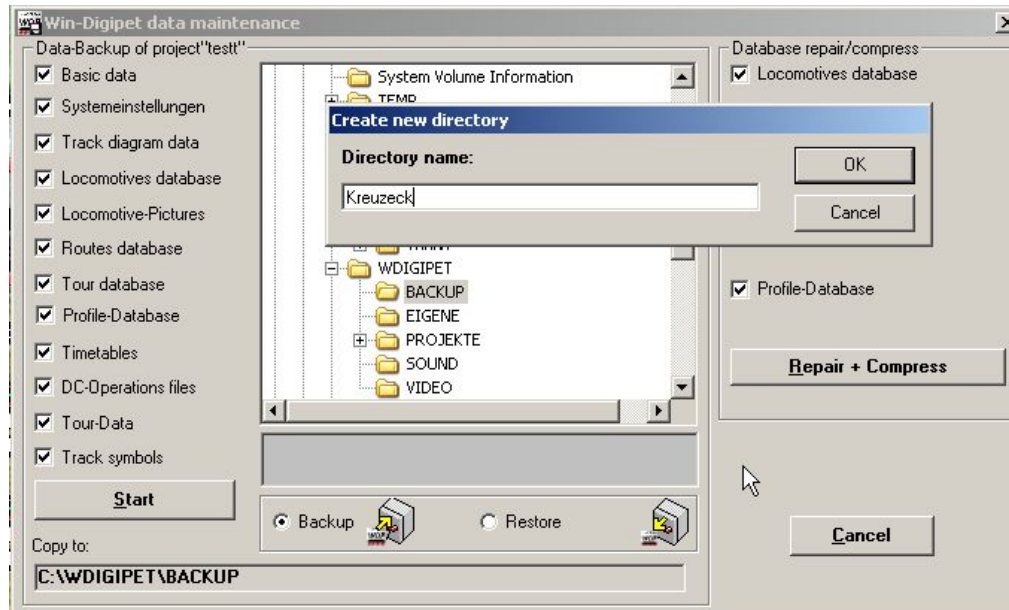 Win-Digipet data maintenance
Data-Backup of project"testt"
Basic data
Systemeinstellungen
Track diagram data
Locomotives database
Locomotive-Pictures
Routes database
Tour database
Profile-Database
Timetables
DC-Operations files
Tour-Data
Track symbols
Start
Copy to:
C:\WDIGIPET\BACKUP
System Volume Information
TEMP
Create new directory
Directory name:
Kreuzeck
OK
Cancel
WDIGIPET
BACKUP
EIGENE
PROJEKTE
SOUND
VIDEO
Backup
Restore
Database repair/compress
Locomotives database
Profile-Database
Repair + Compress
Cancel